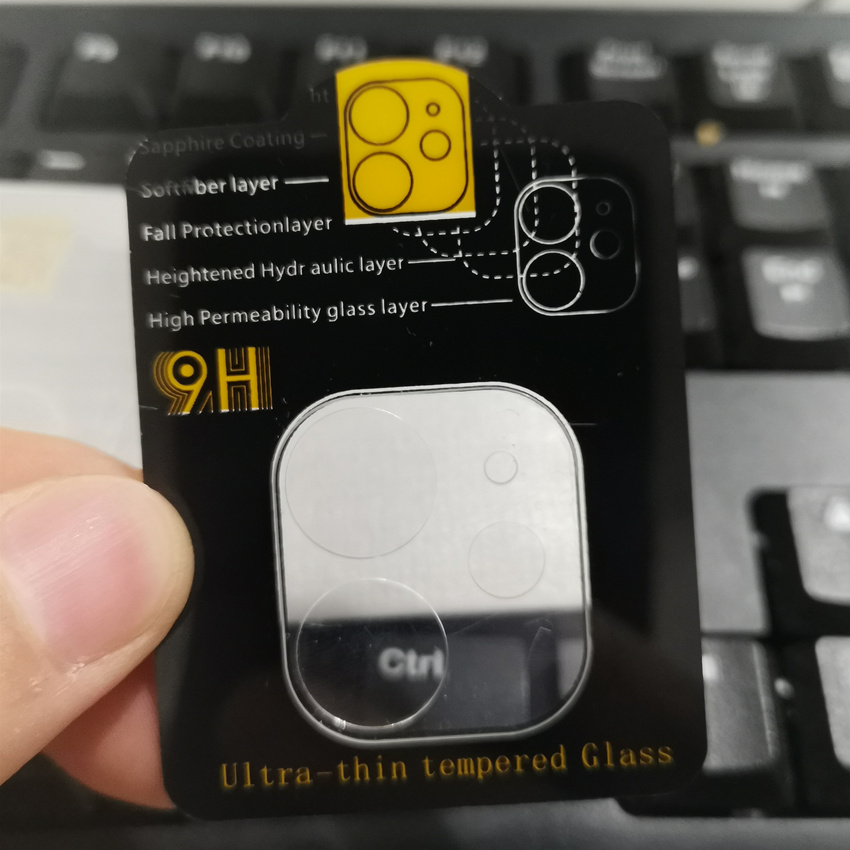 ht
Sapphire Coating
Softfiber layer
Fall Protectionlayer
Heightened Hydr aulic layer
High Permeability glass layer
9H
Ctrl
Ultra-thin tempered Glass